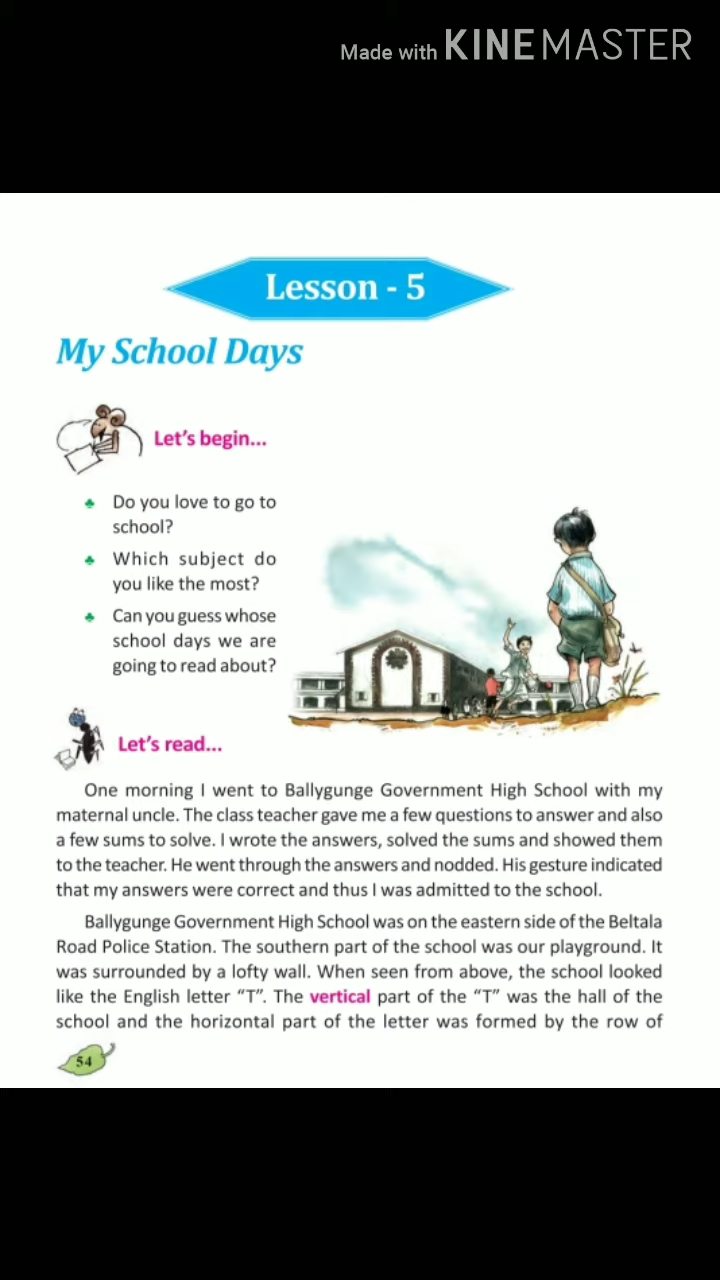 Made with KINEMASTER
Lesson - 5
My School Days
Let's begin...
♣ Do you love to go to
school?
♣ Which subject do
you like the most?
♣ Can you guess whose
school days we are
going to read about?
Let's read...
One morning I went to Ballygunge Government High School with my
maternal uncle. The class teacher gave me a few questions to answer and also
a few sums to solve. I wrote the answers, solved the sums and showed them
to the teacher. He went through the answers and nodded. His gesture indicated
that my answers were correct and thus I was admitted to the school.
Ballygunge Government High School was on the eastern side of the Beltala
Road Police Station. The southern part of the school was our playground. It
was surrounded by a lofty wall. When seen from above, the school looked
like the English letter “T”. The vertical part of the “T” was the hall of the
school and the horizontal part of the letter was formed by the row of
54